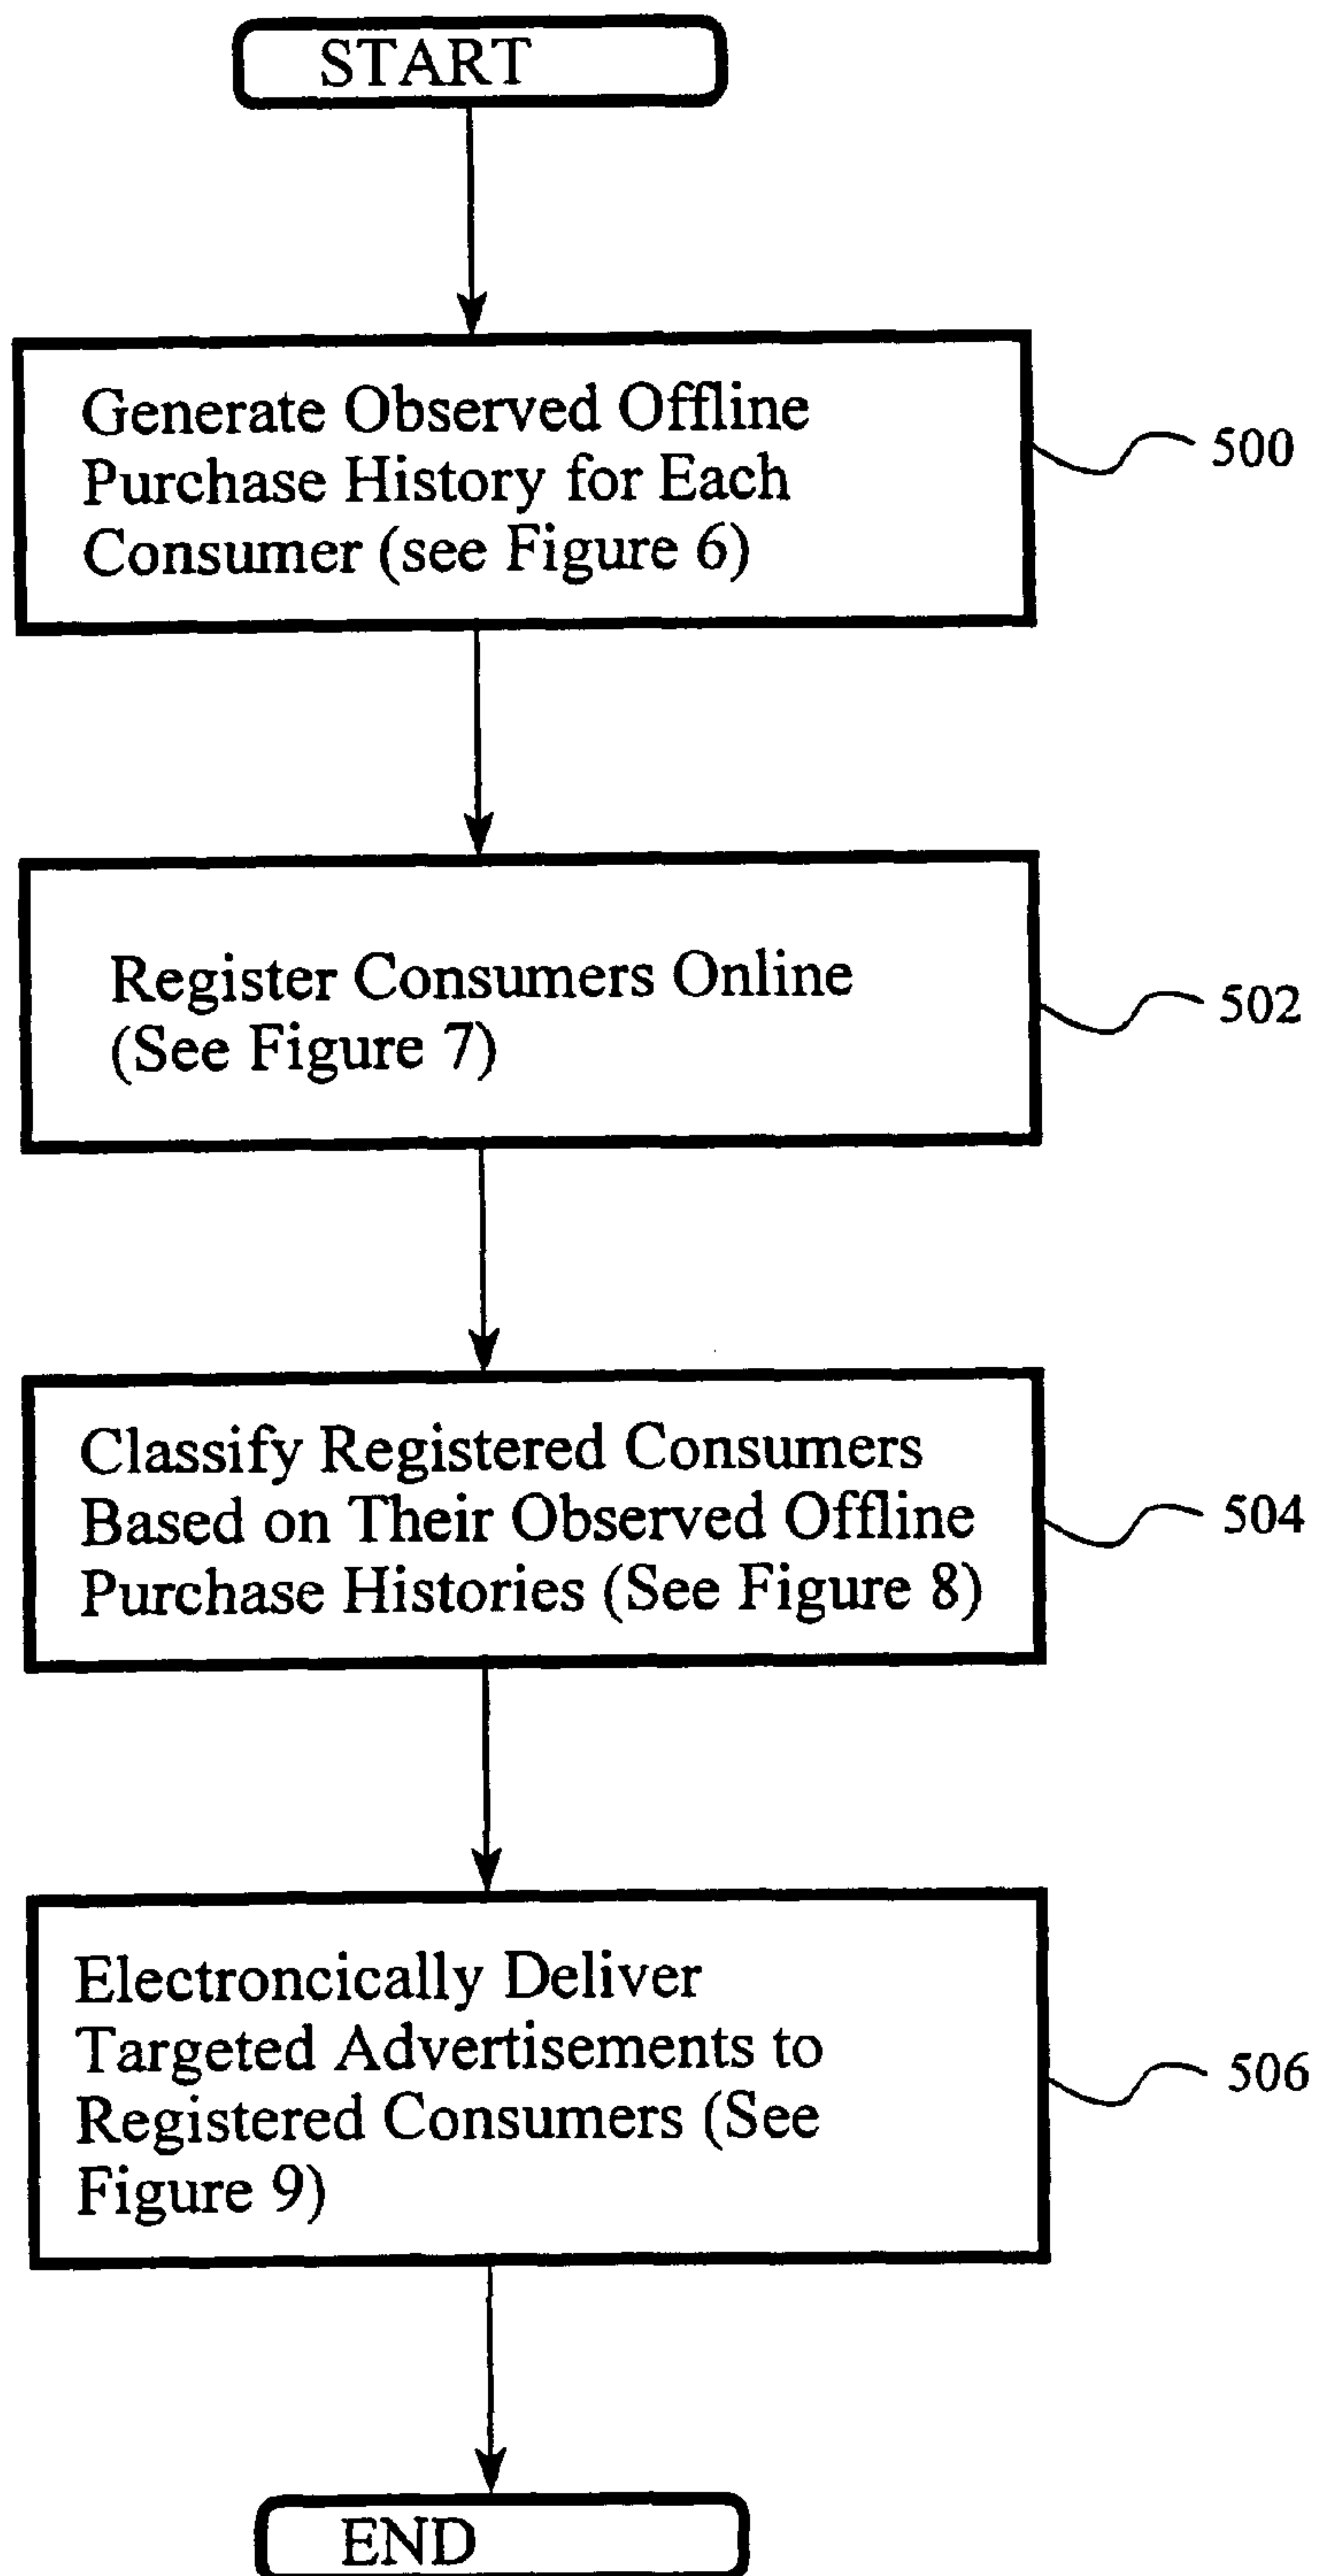 START
Generate Observed Offline
Purchase History for Each
Consumer (see Figure 6)
500
Register Consumers Online
(See Figure 7)
502
Classify Registered Consumers
Based on Their Observed Offline
Purchase Histories (See Figure 8)
504
Electroncically Deliver
Targeted Advertisements to
Registered Consumers (See
Figure 9)
506
END